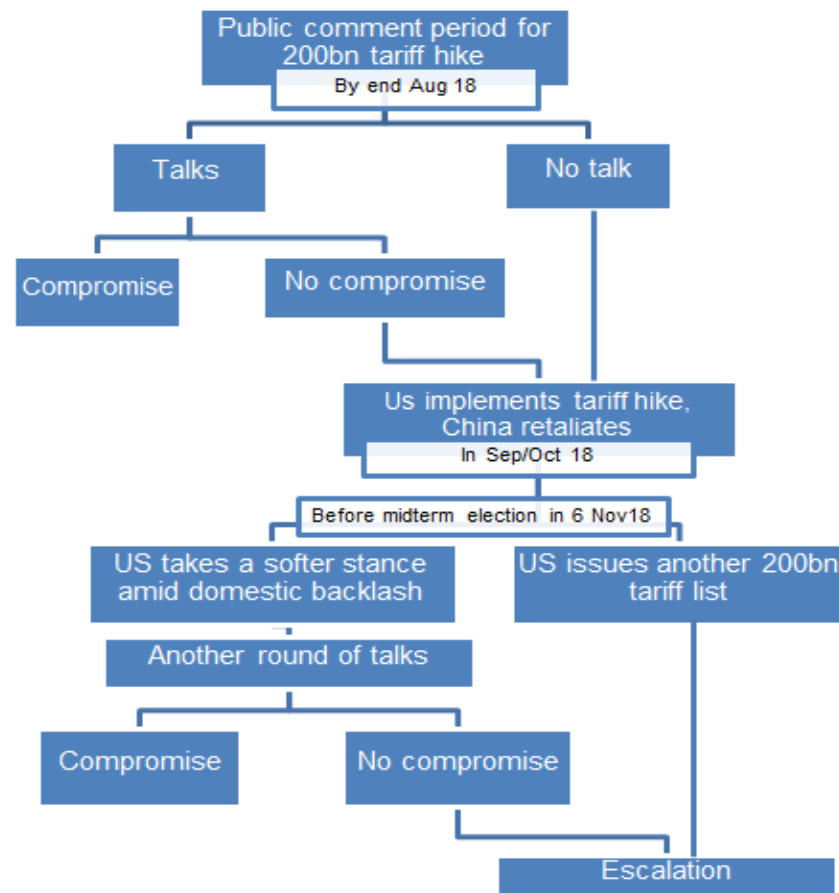 Public comment period for
200bn tariff hike
By end Aug 18
Talks
No talk
Compromise
No compromise
Us implements tariff hike,
China retaliates
In Sep/Oct 18
Before midterm election in 6 Nov18
US takes a softer stance
amid domestic backlash
US issues another 200bn
tariff list
Another round of talks
Compromise
No compromise
Escalation